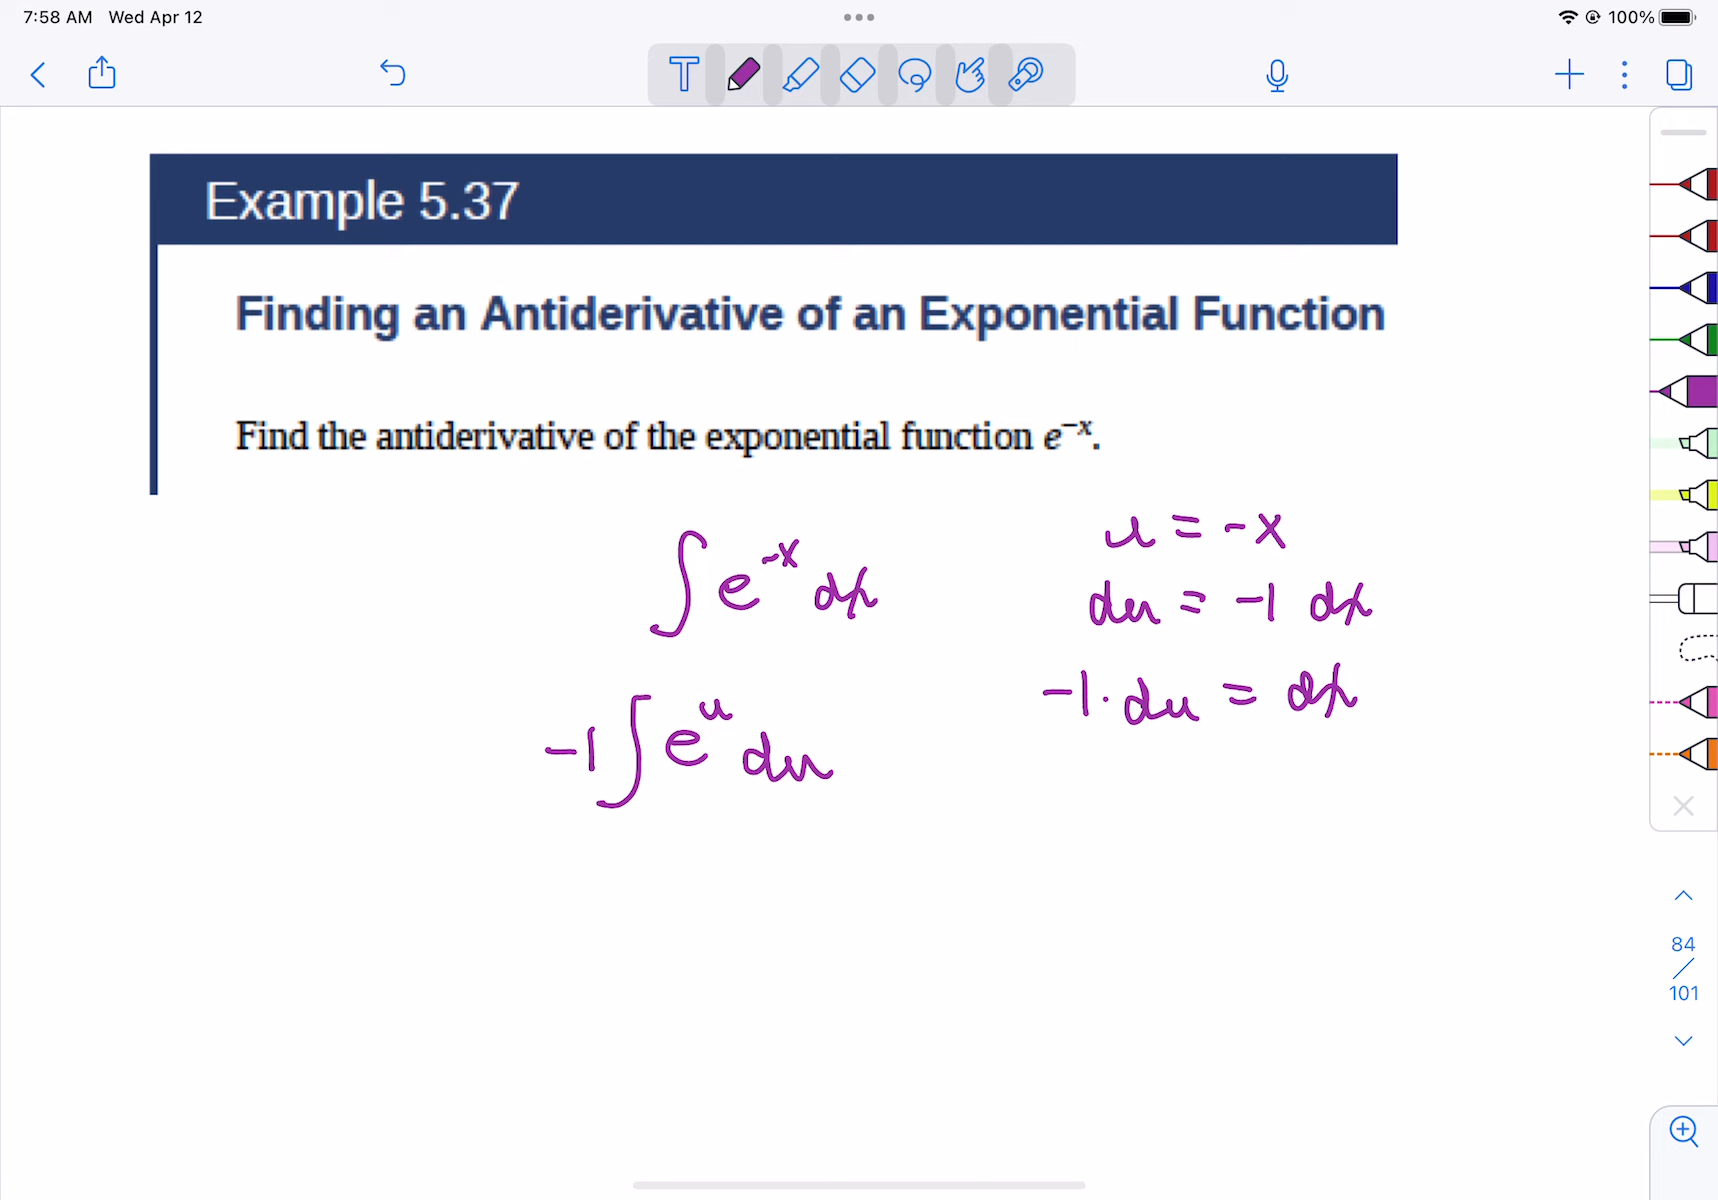 7:58 AM Wed Apr 12
100%
T
Example 5.37
Finding an Antiderivative of an Exponential Function
Find the antiderivative of the exponential function e⁻ˣ.
∫ e⁻ˣ dx
u = -x
du = -1 dx
-1 · du = dx
-1 ∫ eᵘ du
84
/
101